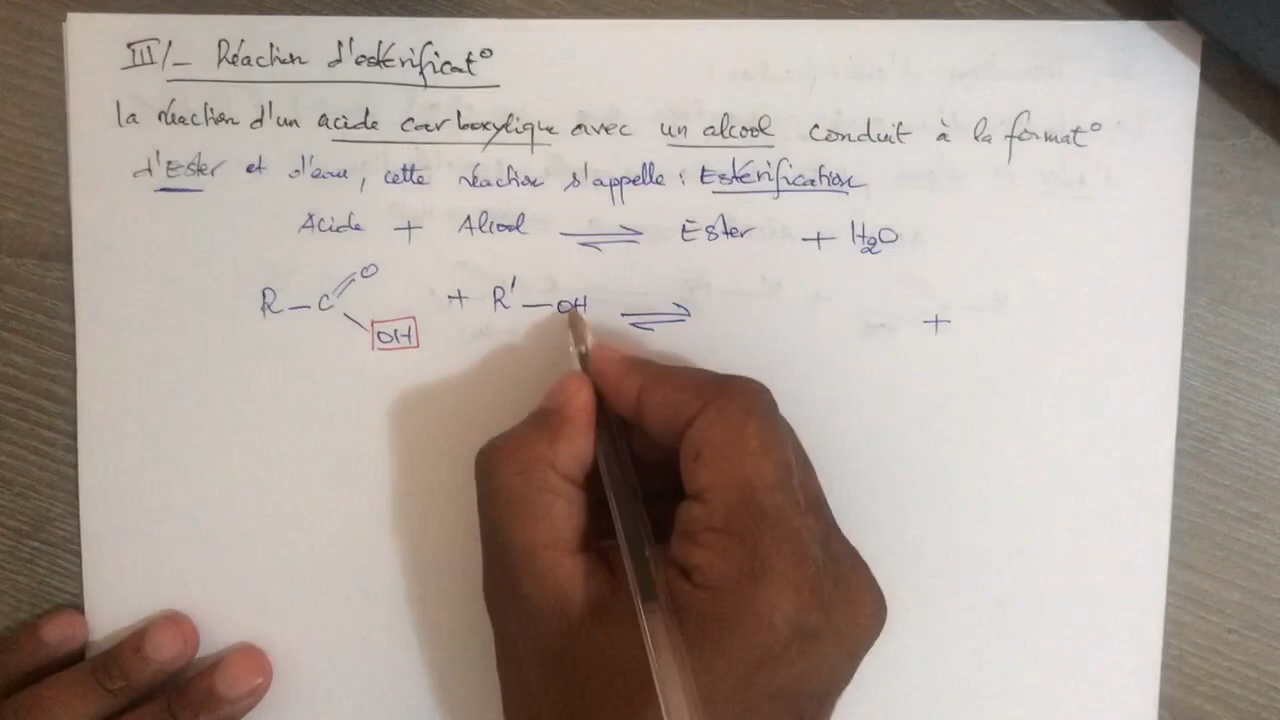 III/- Réaction d'estérificat°
la réaction d'un acide carboxylique avec un alcool conduit à la format°
d'Ester et d'eau, cette réaction s'appelle : Estérification
Acide + Alcool ⇌ Ester + H₂O
R - C O OH + R' - OH ⇌ +